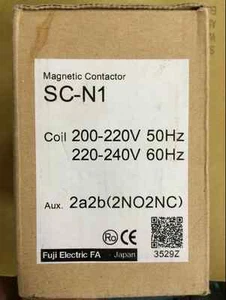 Magnetic Contactor
SC-N1
Coil 200-220V 50Hz
220-240V 60Hz
Aux. 2a2b(2NO2NC)
Fuji Electric FA Japan
3529Z